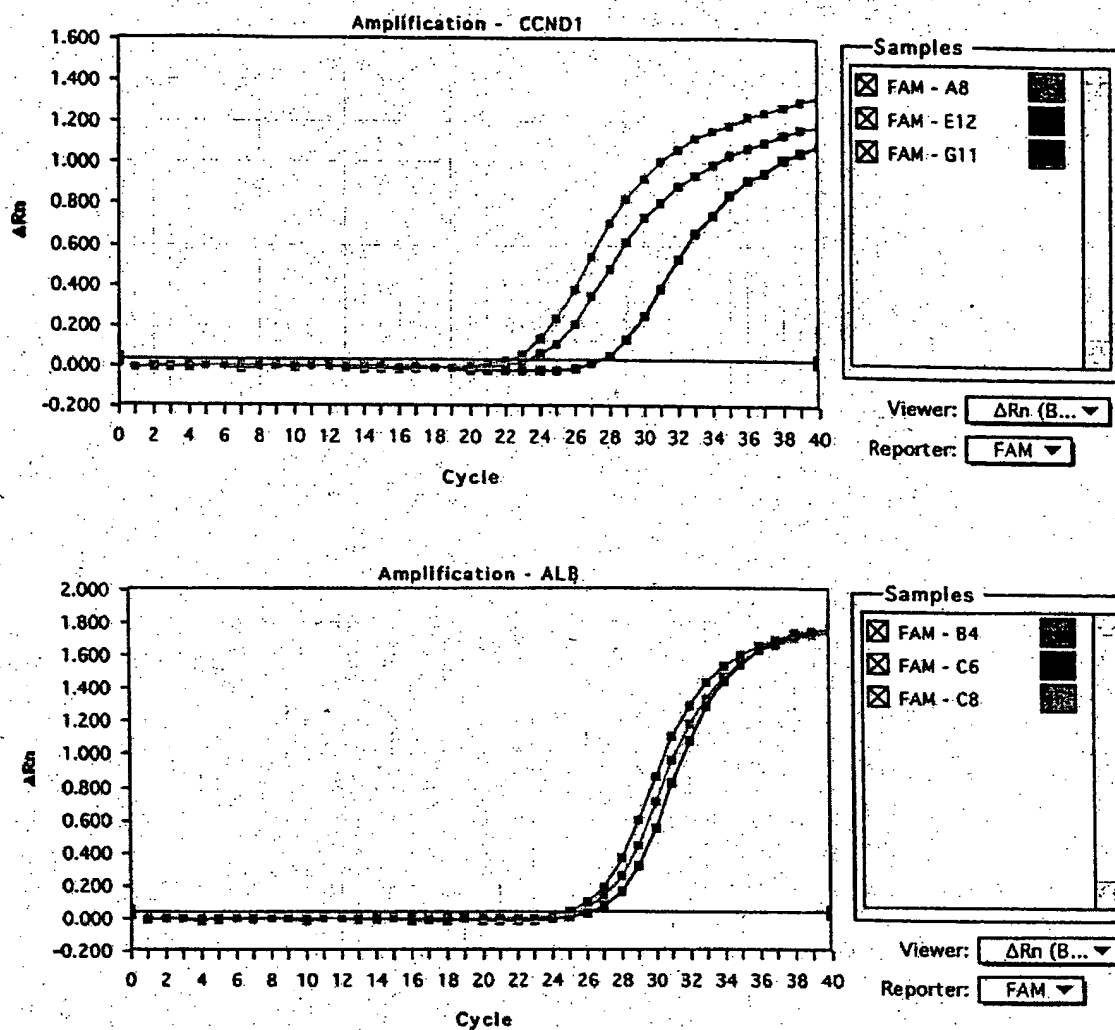 Amplification - CCND1
1.600
1.400
1.200
1.000
0.800
0.600
0.400
0.200
0.000
-0.200
ΔRn
0 2 4 6 8 10 12 14 16 18 20 22 24 26 28 30 32 34 36 38 40
Cycle
Samples
FAM - A8
FAM - E12
FAM - G11
Viewer: ΔRn (B... ▼
Reporter: FAM ▼
Amplification - ALB
2.000
1.800
1.600
1.400
1.200
1.000
0.800
0.600
0.400
0.200
0.000
-0.200
ΔRn
0 2 4 6 8 10 12 14 16 18 20 22 24 26 28 30 32 34 36 38 40
Cycle
Samples
FAM - B4
FAM - C6
FAM - C8
Viewer: ΔRn (B... ▼
Reporter: FAM ▼